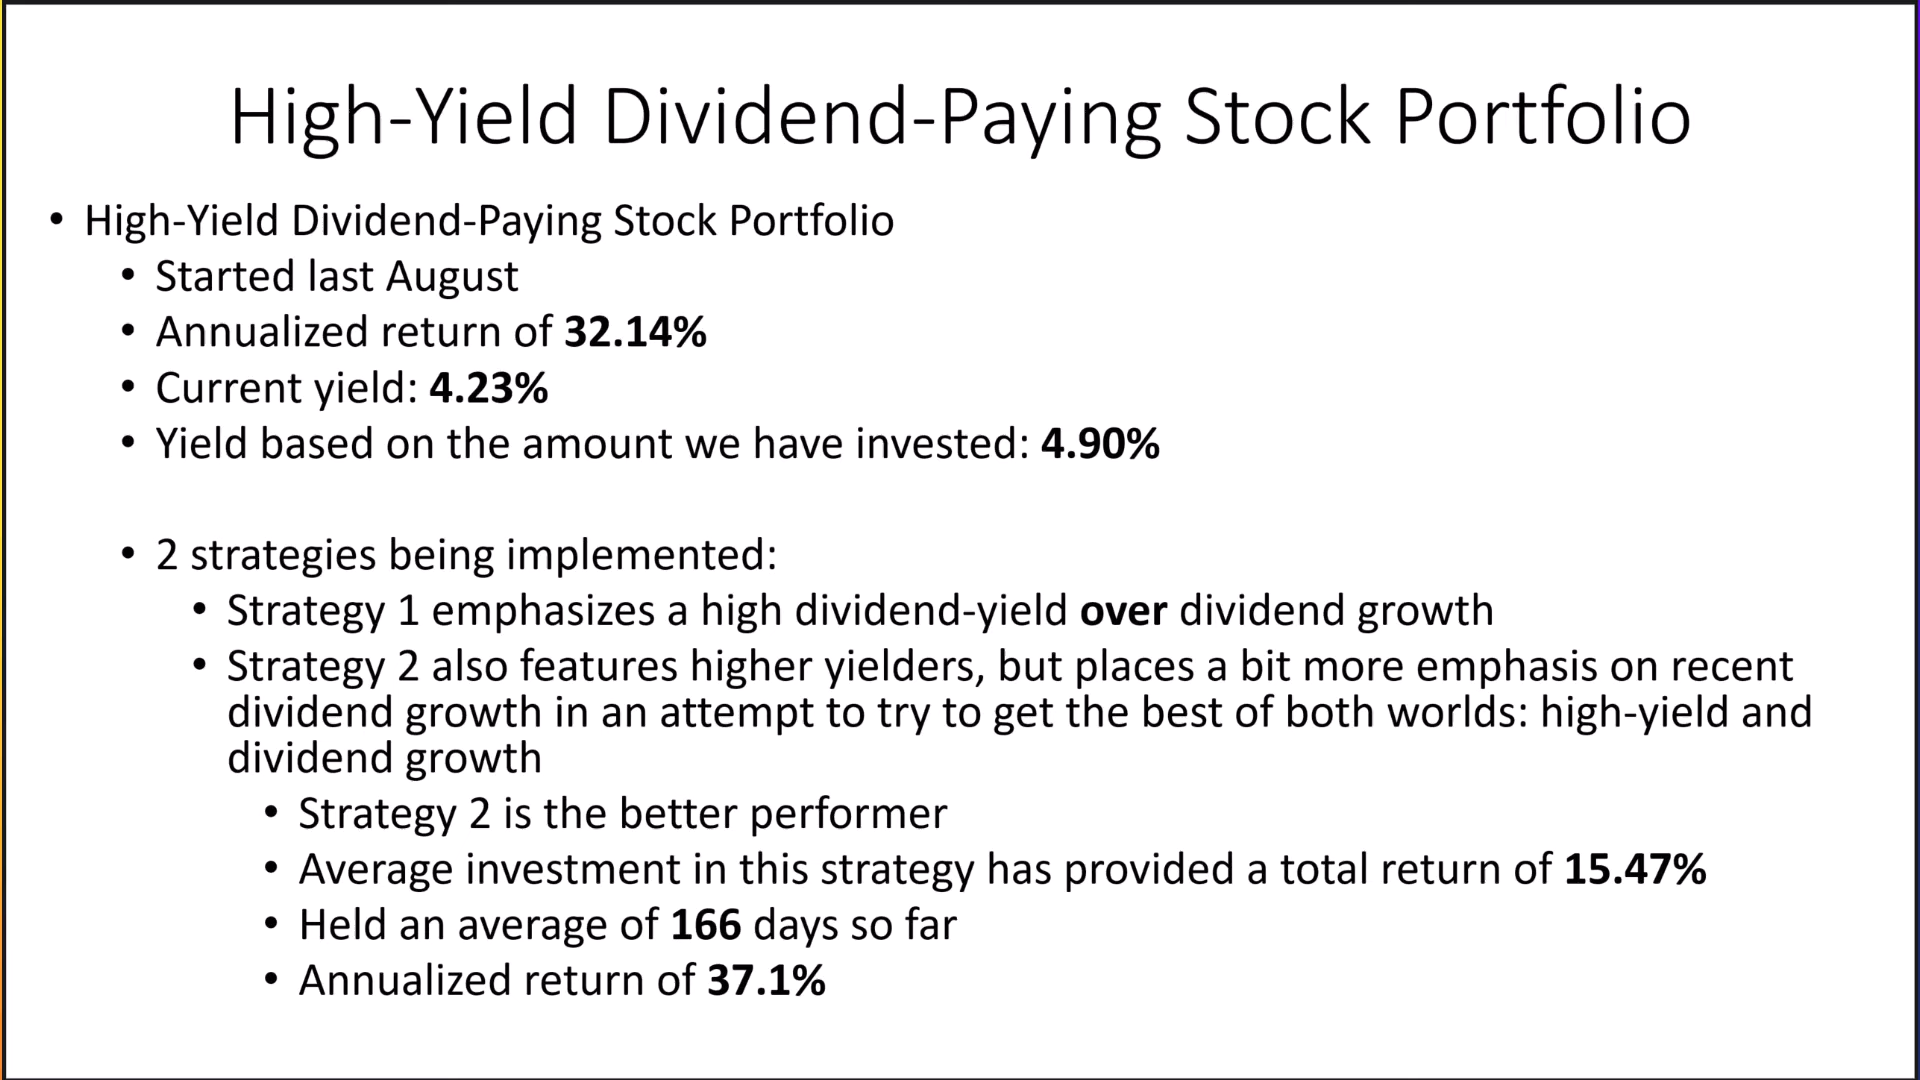 High-Yield Dividend-Paying Stock Portfolio
• High-Yield Dividend-Paying Stock Portfolio
• Started last August
• Annualized return of 32.14%
• Current yield: 4.23%
• Yield based on the amount we have invested: 4.90%
• 2 strategies being implemented:
• Strategy 1 emphasizes a high dividend-yield over dividend growth
• Strategy 2 also features higher yielders, but places a bit more emphasis on recent
dividend growth in an attempt to try to get the best of both worlds: high-yield and
dividend growth
• Strategy 2 is the better performer
• Average investment in this strategy has provided a total return of 15.47%
• Held an average of 166 days so far
• Annualized return of 37.1%